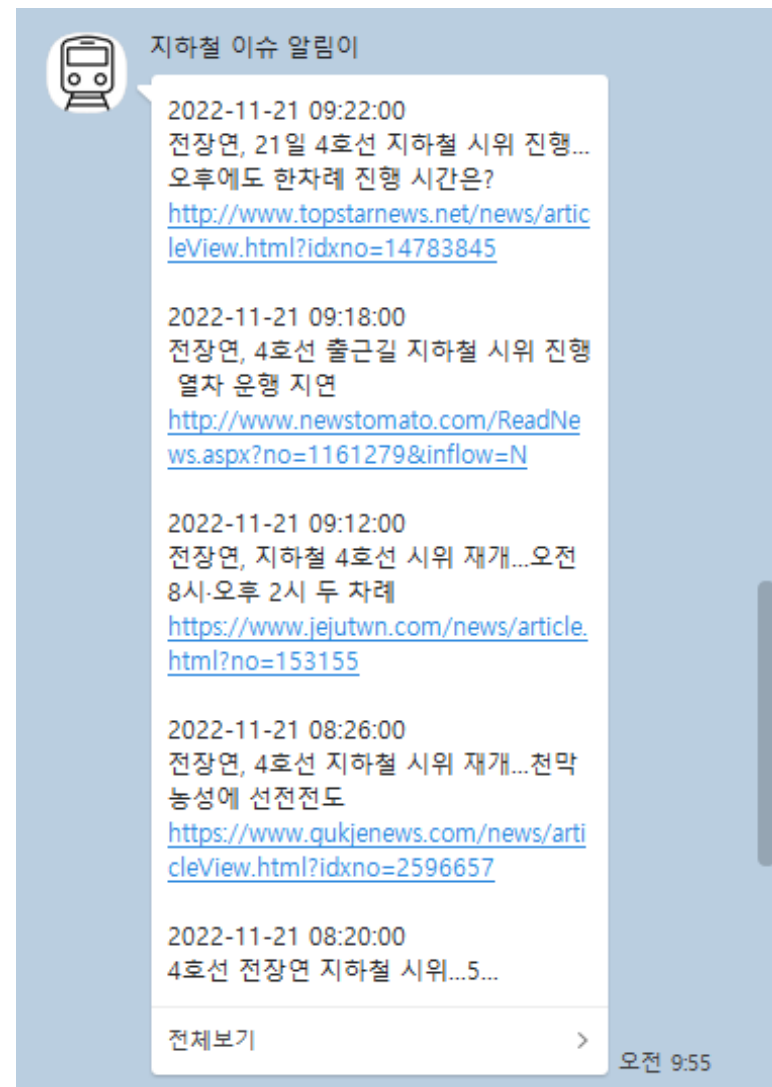 지하철 이슈 알림이
2022-11-21 09:22:00
전장연, 21일 4호선 지하철 시위 진행...
오후에도 한차례 진행 시간은?
http://www.topstarnews.net/news/artic
leView.html?idxno=14783845
2022-11-21 09:18:00
전장연, 4호선 출근길 지하철 시위 진행
열차 운행 지연
http://www.newstomato.com/ReadNe
ws.aspx?no=1161279&inflow=N
2022-11-21 09:12:00
전장연, 지하철 4호선 시위 재개...오전
8시·오후 2시 두 차례
https://www.jejutwn.com/news/article.
html?no=153155
2022-11-21 08:26:00
전장연, 4호선 지하철 시위 재개...천막
농성에 선전전도
https://www.gukjenews.com/news/arti
cleView.html?idxno=2596657
2022-11-21 08:20:00
4호선 전장연 지하철 시위...5...
전체보기
오전 9:55